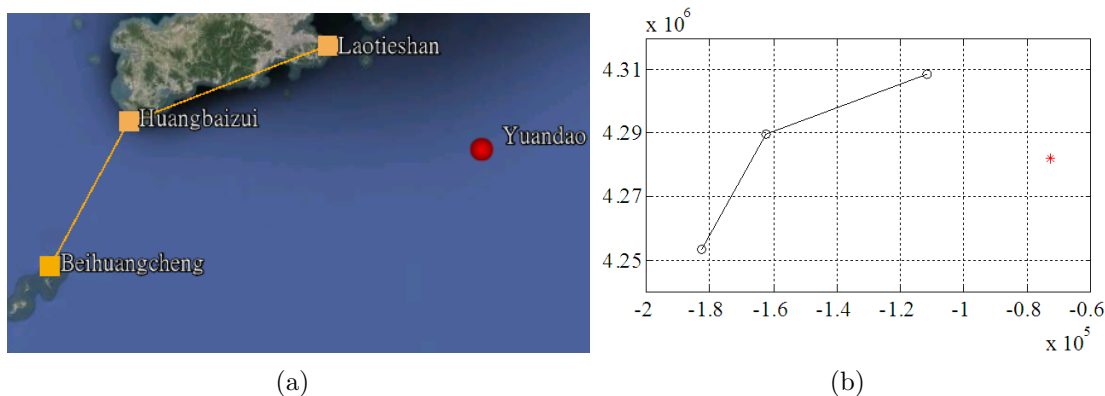 Laotieshan
Huangbaizui
Yuandao
Beihuangcheng
(a)
x 10^6
4.31
4.29
4.27
4.25
-2
-1.8
-1.6
-1.4
-1.2
-1
-0.8
-0.6
x 10^5
(b)